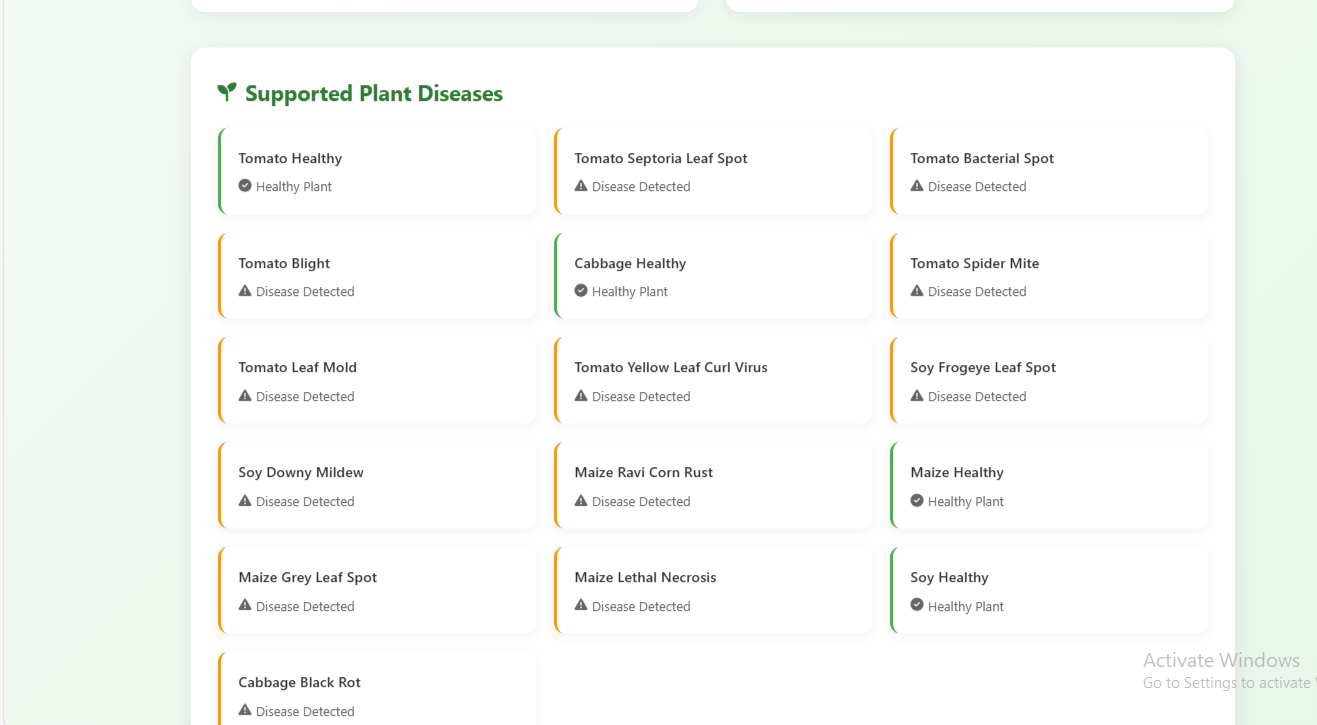 Supported Plant Diseases
Tomato Healthy
Healthy Plant
Tomato Septoria Leaf Spot
Disease Detected
Tomato Bacterial Spot
Disease Detected
Tomato Blight
Disease Detected
Cabbage Healthy
Healthy Plant
Tomato Spider Mite
Disease Detected
Tomato Leaf Mold
Disease Detected
Tomato Yellow Leaf Curl Virus
Disease Detected
Soy Frogeye Leaf Spot
Disease Detected
Soy Downy Mildew
Disease Detected
Maize Ravi Corn Rust
Disease Detected
Maize Healthy
Healthy Plant
Maize Grey Leaf Spot
Disease Detected
Maize Lethal Necrosis
Disease Detected
Soy Healthy
Healthy Plant
Cabbage Black Rot
Disease Detected
Activate Windows
Go to Settings to activate